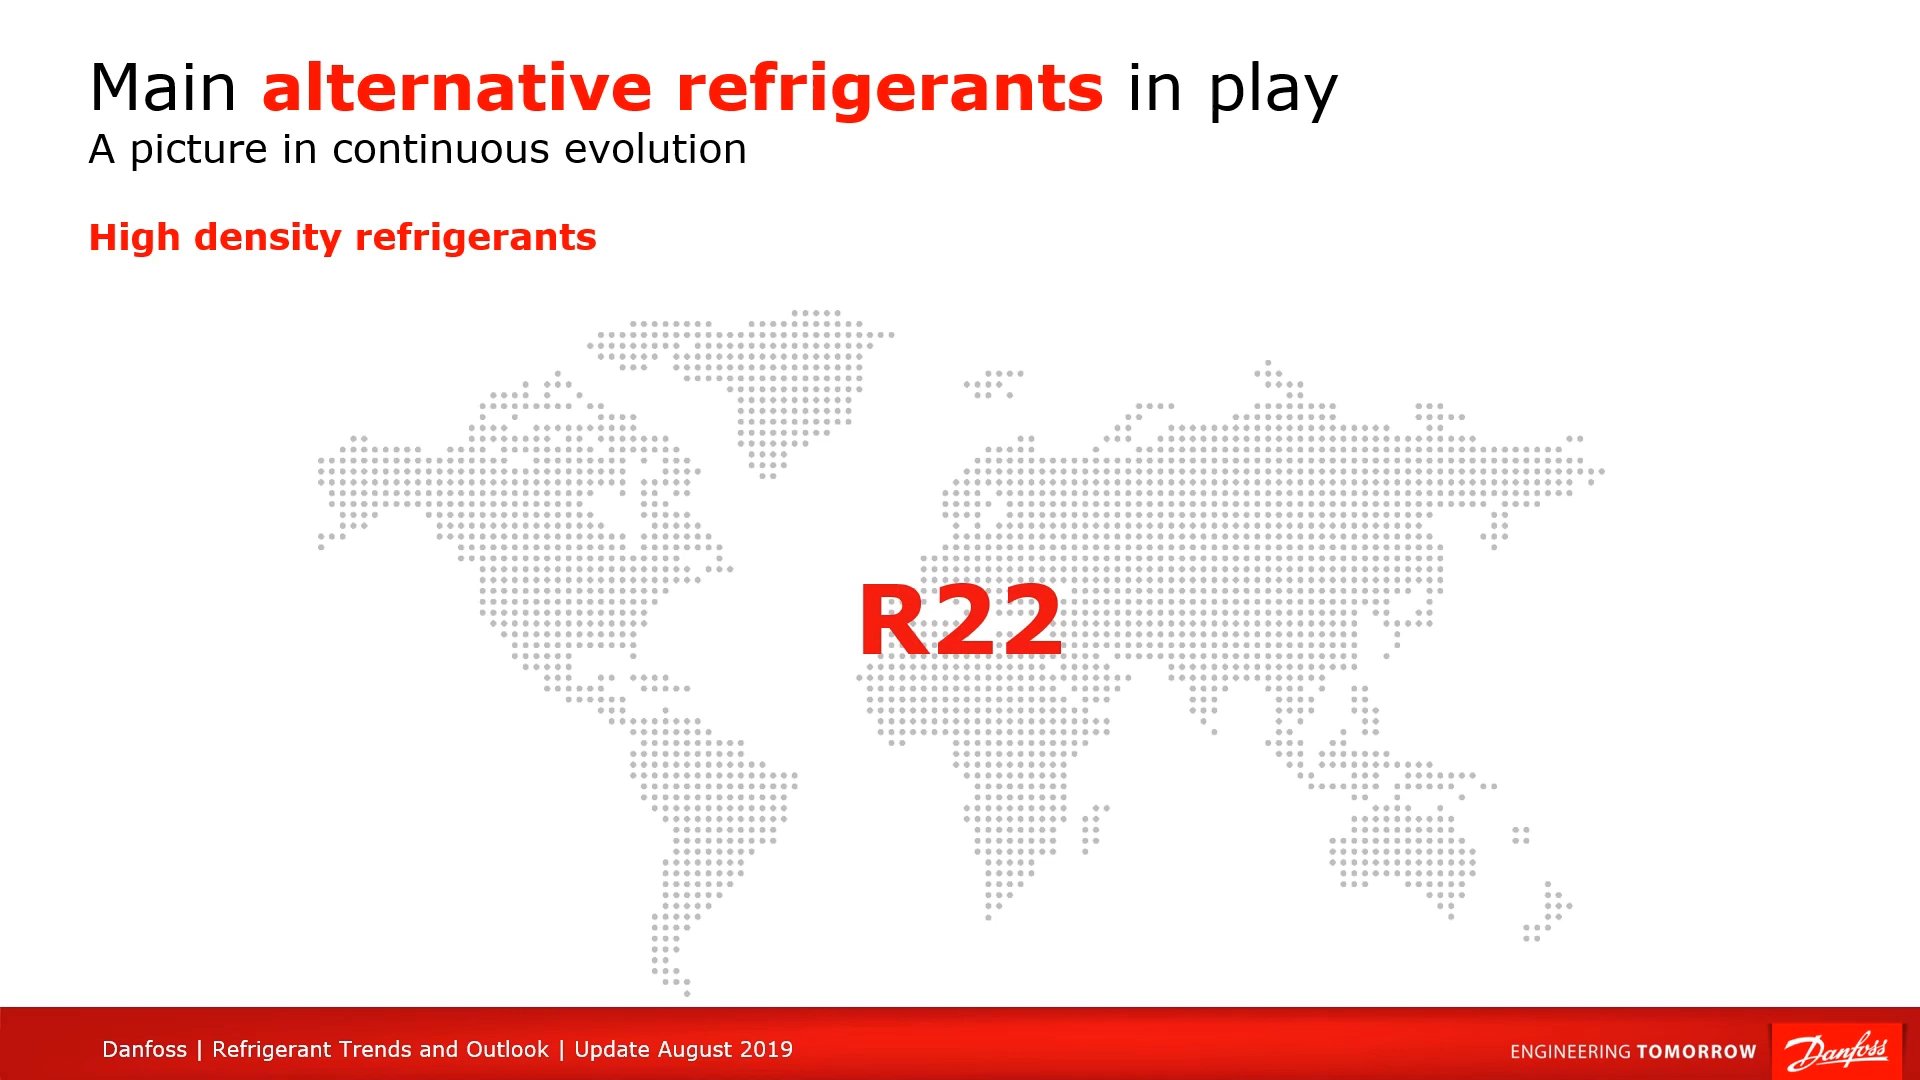 Main alternative refrigerants in play
A picture in continuous evolution
High density refrigerants
R22
Danfoss | Refrigerant Trends and Outlook | Update August 2019
ENGINEERING TOMORROW
Danfoss